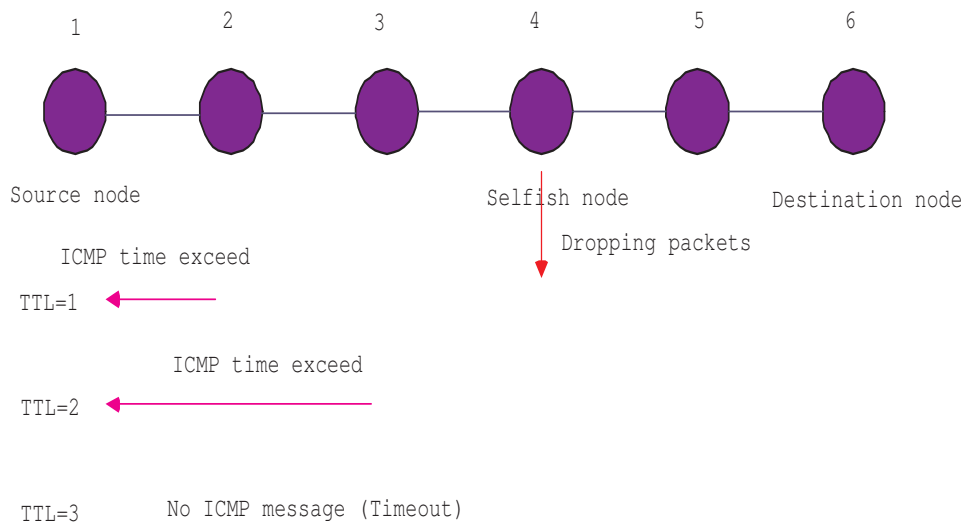 1 2 3 4 5 6
Source node Selfish node Destination node
Dropping packets
ICMP time exceed
TTL=1
ICMP time exceed
TTL=2
TTL=3 No ICMP message (Timeout)